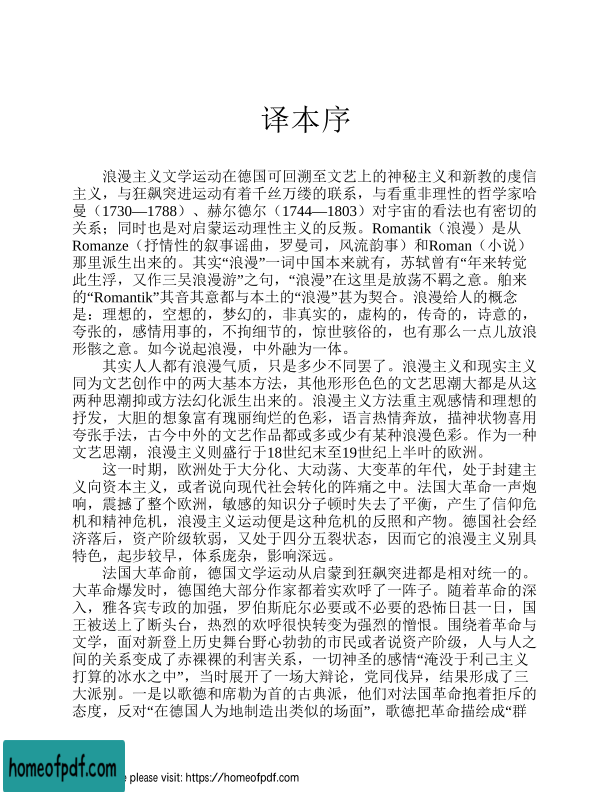 译本序
浪漫主义文学运动在德国可回溯至文艺上的神秘主义和新教的虔信
主义，与狂飙突进运动有着千丝万缕的联系，与看重非理性的哲学家哈
曼（1730—1788）、赫尔德尔（1744—1803）对宇宙的看法也有密切的
关系；同时也是对启蒙运动理性主义的反叛。Romantik（浪漫）是从
Romanze（抒情性的叙事谣曲，罗曼司，风流韵事）和Roman（小说）
那里派生出来的。其实“浪漫”一词中国本来就有，苏轼曾有“年来转觉
此生浮，又作三吴浪漫游”之句，“浪漫”在这里是放荡不羁之意。舶来
的“Romantik”其音其意都与本土的“浪漫”甚为契合。浪漫给人的概念
是：理想的，空想的，梦幻的，非真实的，虚构的，传奇的，诗意的，
夸张的，感情用事的，不拘细节的，惊世骇俗的，也有那么一点儿放浪
形骸之意。如今说起浪漫，中外融为一体。
其实人人都有浪漫气质，只是多少不同罢了。浪漫主义和现实主义
同为文艺创作中的两大基本方法，其他形形色色的文艺思潮大都是从这
两种思潮抑或方法幻化派生出来的。浪漫主义方法重主观感情和理想的
抒发，大胆的想象富有瑰丽绚烂的色彩，语言热情奔放，描神状物喜用
夸张手法，古今中外的文艺作品都或多或少有某种浪漫色彩。作为一种
文艺思潮，浪漫主义则盛行于18世纪末至19世纪上半叶的欧洲。
这一时期，欧洲处于大分化、大动荡、大变革的年代，处于封建主
义向资本主义，或者说向现代社会转化的阵痛之中。法国大革命一声炮
响，震撼了整个欧洲，敏感的知识分子顿时失去了平衡，产生了信仰危
机和精神危机，浪漫主义运动便是这种危机的反照和产物。德国社会经
济落后，资产阶级软弱，又处于四分五裂状态，因而它的浪漫主义别具
特色，起步较早，体系庞杂，影响深远。
法国大革命前，德国文学运动从启蒙到狂飙突进都是相对统一的。
大革命爆发时，德国绝大部分作家都着实欢呼了一阵子。随着革命的深
入，雅各宾专政的加强，罗伯斯庇尔必要或不必要的恐怖日甚一日，国
王被送上了断头台，热烈的欢呼很快转变为强烈的憎恨。围绕着革命与
文学，面对新登上历史舞台野心勃勃的市民或者说资产阶级，人与人之
间的关系变成了赤裸裸的利害关系，一切神圣的感情“淹没于利己主义
打算的冰水之中”，当时展开了一场大辩论，党同伐异，结果形成了三
大派别。一是以歌德和席勒为首的古典派，他们对法国革命抱着拒斥的
态度，反对“在德国人为地制造出类似的场面”，歌德把革命描绘成“群
homeofpdf.com
please visit: https://homeofpdf.com